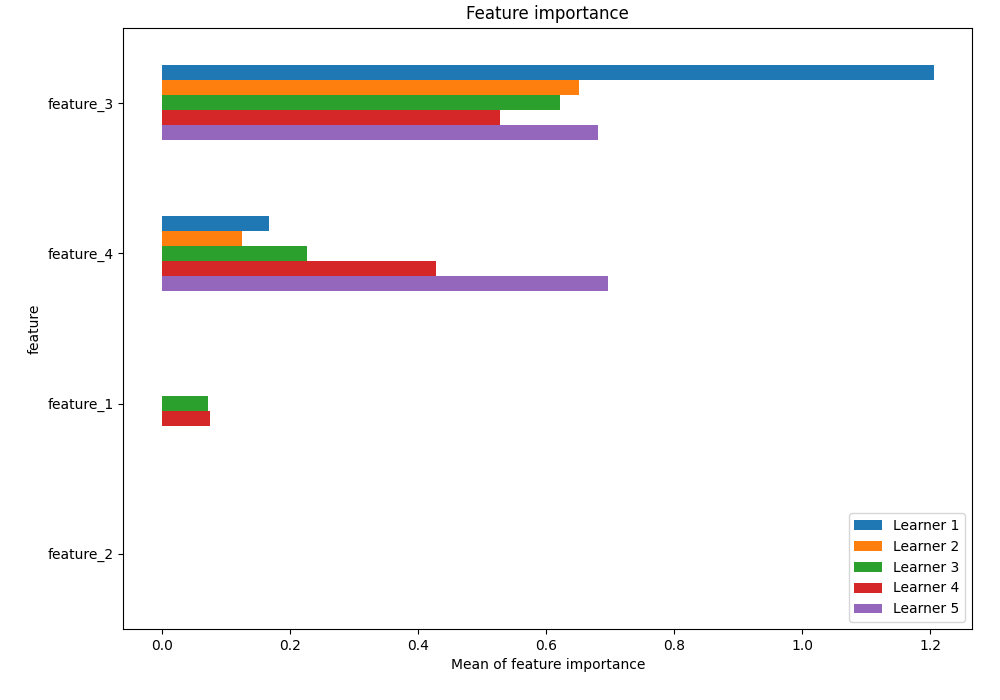 Feature importance
feature_3
feature_4
feature_1
feature_2
feature
0.0 0.2 0.4 0.6 0.8 1.0 1.2
Mean of feature importance
Learner 1
Learner 2
Learner 3
Learner 4
Learner 5